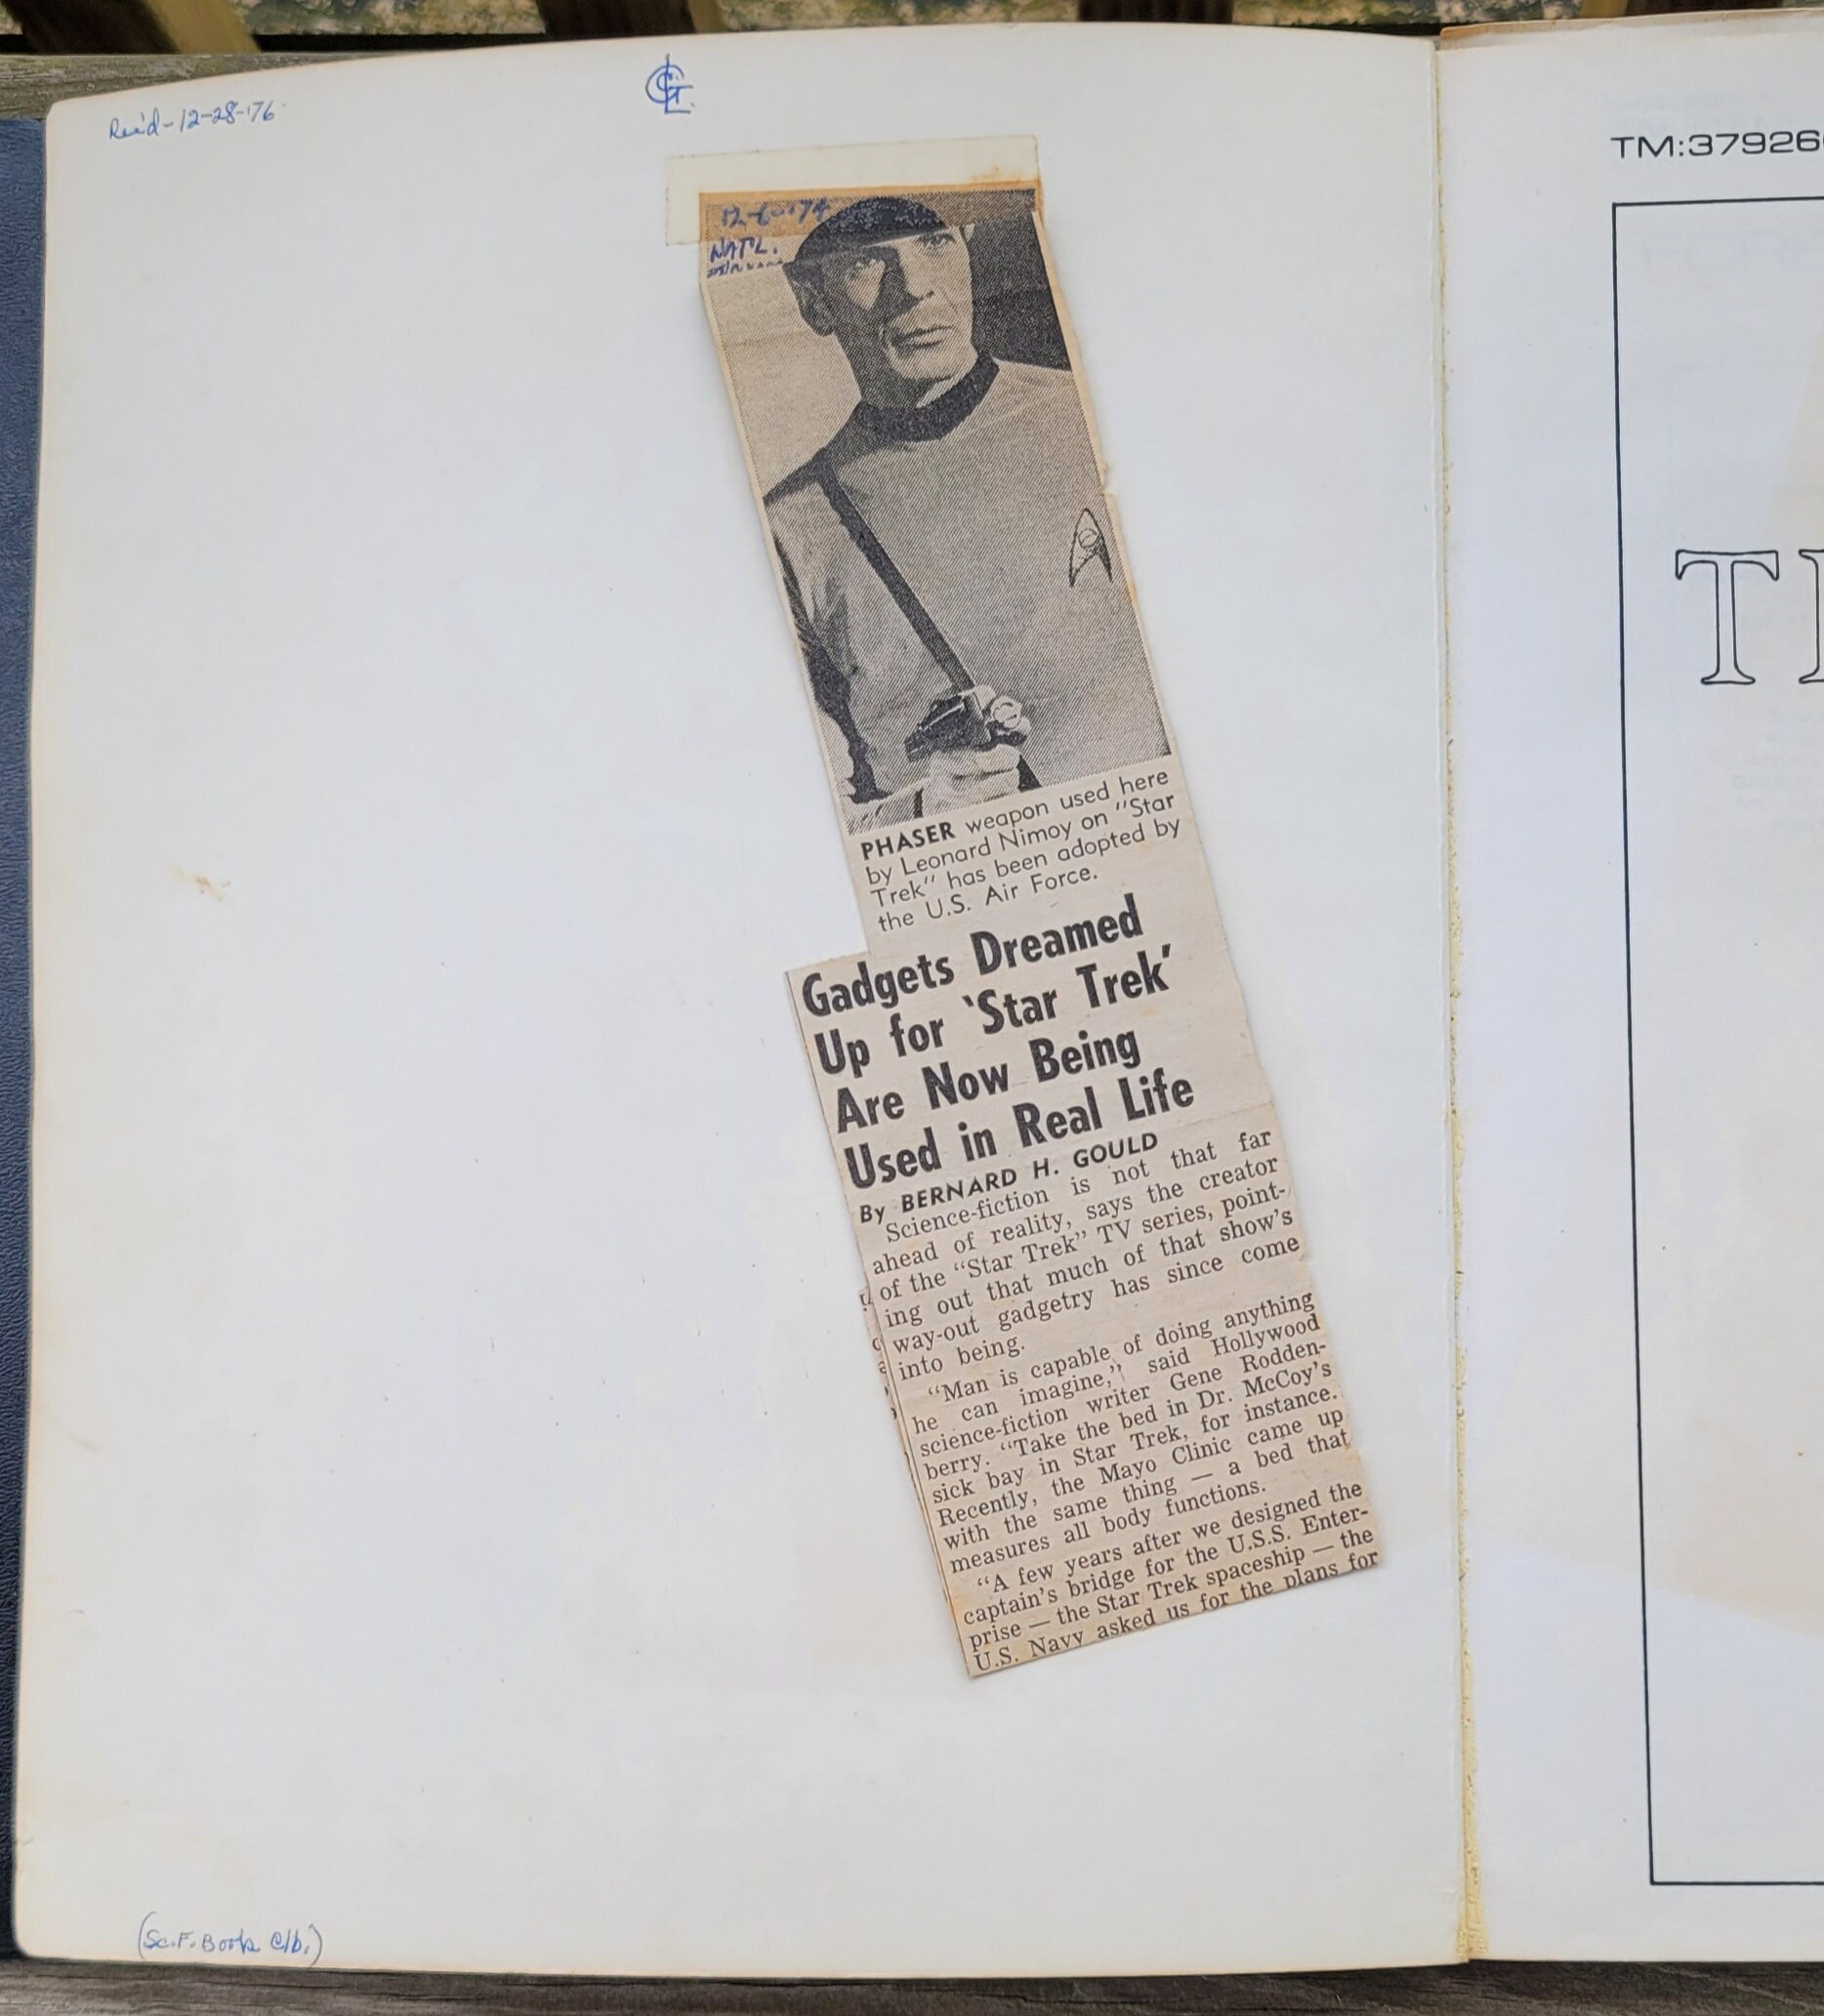 Rec'd-12-28-'76
GL
12-6-'74
NAT'L.
PHASER weapon used here
by Leonard Nimoy on "Star
Trek" has been adopted by
the U.S. Air Force.
Gadgets Dreamed
Up for 'Star Trek'
Are Now Being
Used in Real Life
By BERNARD H. GOULD
Science-fiction is not that far
ahead of reality, says the creator
of the "Star Trek" TV series, point-
ing out that much of that show's
way-out gadgetry has since come
into being.
"Man is capable of doing anything
he can imagine," said Hollywood
science-fiction writer Gene Rodden-
berry. "Take the bed in Dr. McCoy's
sick bay in Star Trek, for instance.
Recently, the Mayo Clinic came up
with the same thing — a bed that
measures all body functions.
"A few years after we designed the
captain's bridge for the U.S.S. Enter-
prise — the Star Trek spaceship — the
U.S. Navy asked us for the plans for
(Sc.F. Book Clb.)
TM:37926
T